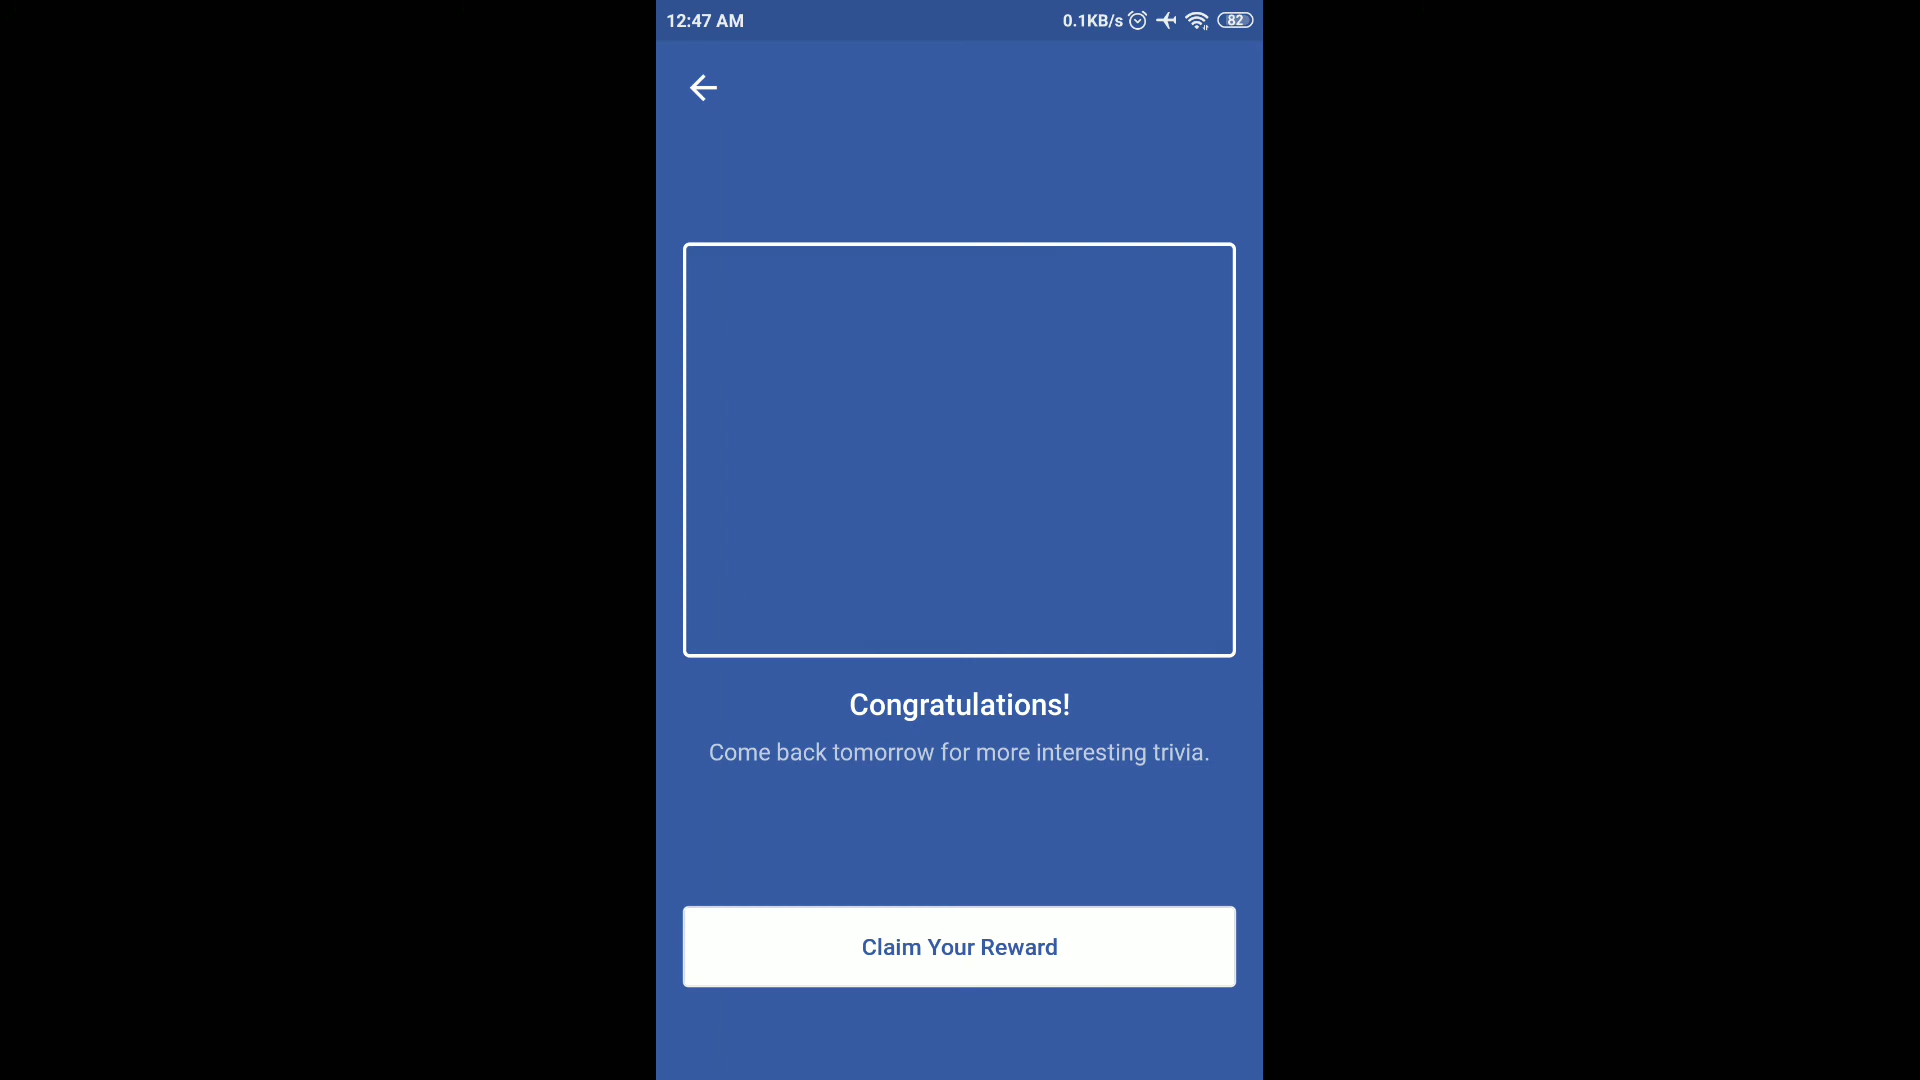 12:47 AM 0.1KB/s 82
Congratulations!
Come back tomorrow for more interesting trivia.
Claim Your Reward